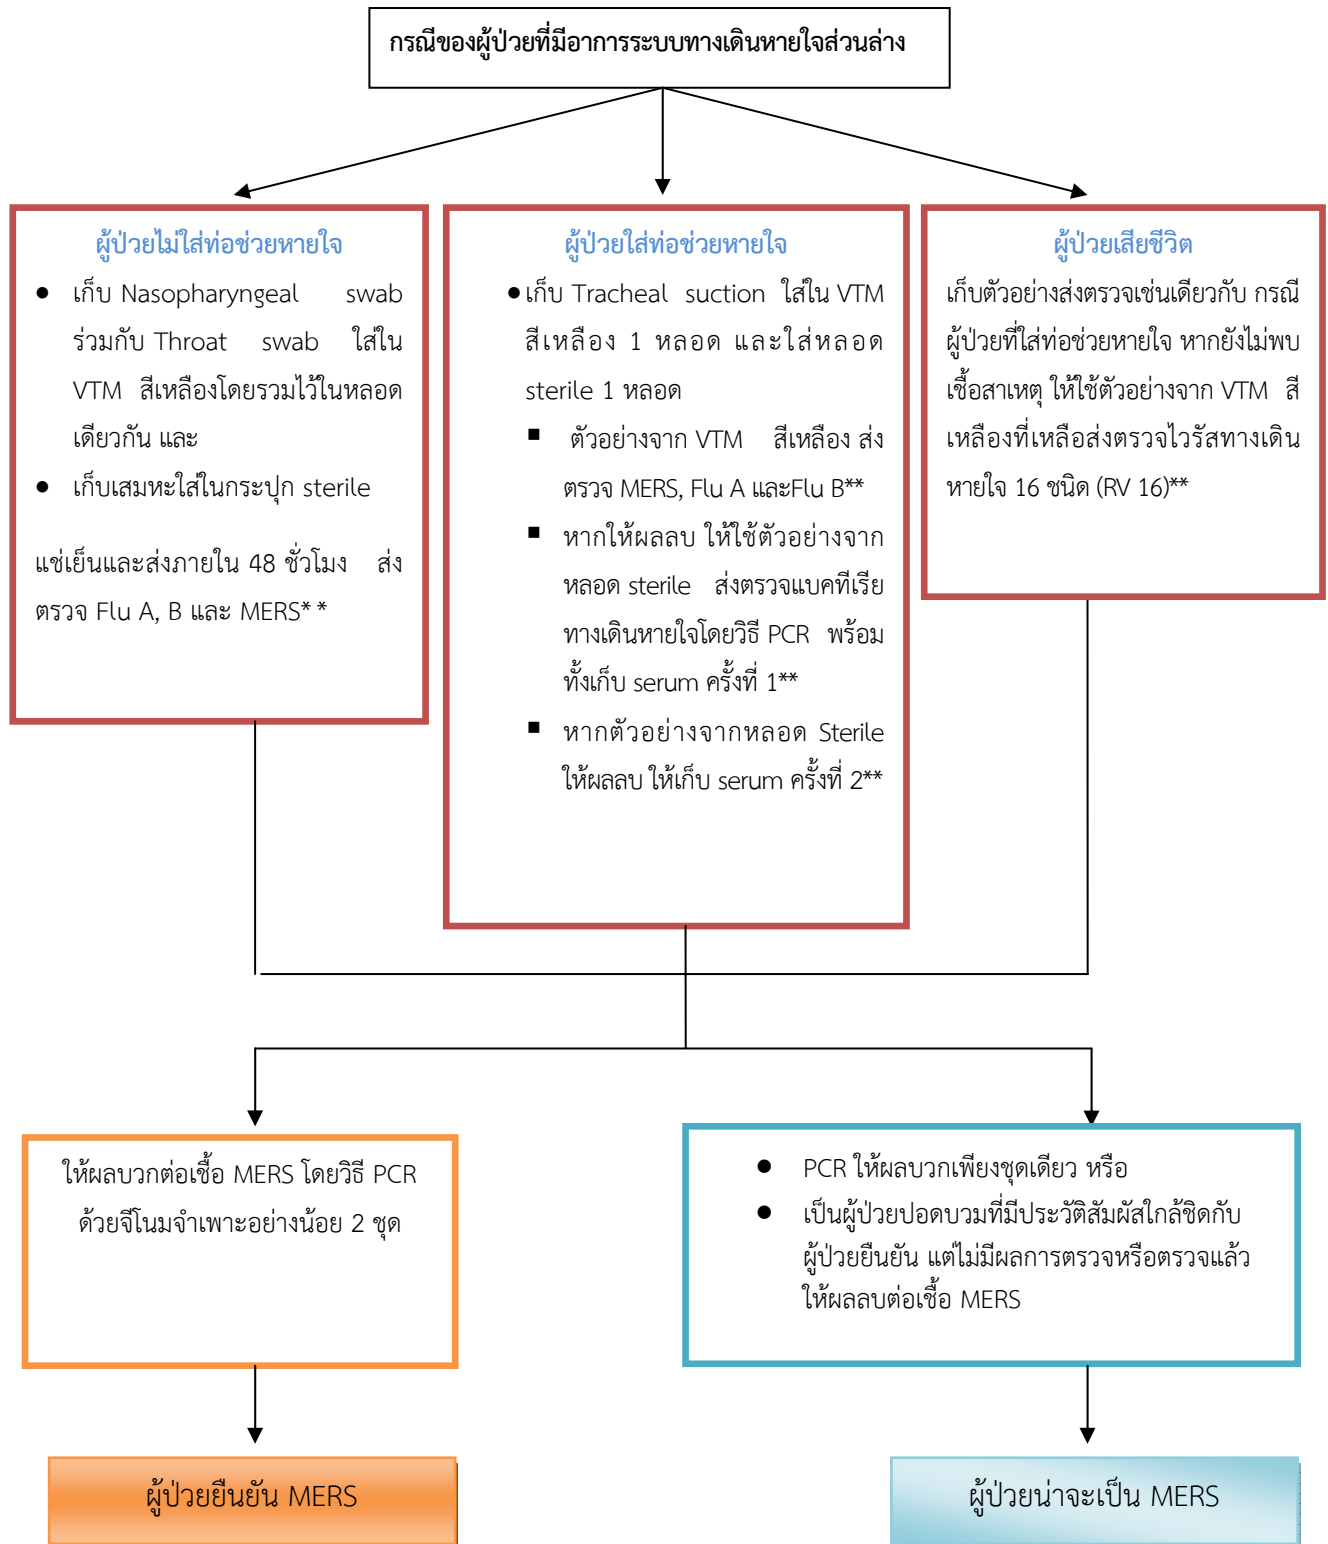 กรณีของผู้ป่วยที่มีอาการระบบทางเดินหายใจส่วนล่าง
ผู้ป่วยไม่ใส่ท่อช่วยหายใจ
● เก็บ Nasopharyngeal swab
ร่วมกับ Throat swab ใส่ใน
VTM สีเหลืองโดยรวมไว้ในหลอด
เดียวกัน และ
● เก็บเสมหะใส่ในกระปุก sterile
แช่เย็นและส่งภายใน 48 ชั่วโมง ส่ง
ตรวจ Flu A, B และ MERS* *
ผู้ป่วยใส่ท่อช่วยหายใจ
● เก็บ Tracheal suction ใส่ใน VTM
สีเหลือง 1 หลอด และใส่หลอด
sterile 1 หลอด
■ ตัวอย่างจาก VTM สีเหลือง ส่ง
ตรวจ MERS, Flu A และFlu B**
■ หากให้ผลลบ ให้ใช้ตัวอย่างจาก
หลอด sterile ส่งตรวจแบคทีเรีย
ทางเดินหายใจโดยวิธี PCR พร้อม
ทั้งเก็บ serum ครั้งที่ 1**
■ หากตัวอย่างจากหลอด Sterile
ให้ผลลบ ให้เก็บ serum ครั้งที่ 2**
ผู้ป่วยเสียชีวิต
เก็บตัวอย่างส่งตรวจเช่นเดียวกับ กรณี
ผู้ป่วยที่ใส่ท่อช่วยหายใจ หากยังไม่พบ
เชื้อสาเหตุ ให้ใช้ตัวอย่างจาก VTM สี
เหลืองที่เหลือส่งตรวจไวรัสทางเดิน
หายใจ 16 ชนิด (RV 16)**
ให้ผลบวกต่อเชื้อ MERS โดยวิธี PCR
ด้วยจีโนมจำเพาะอย่างน้อย 2 ชุด
● PCR ให้ผลบวกเพียงชุดเดียว หรือ
● เป็นผู้ป่วยปอดบวมที่มีประวัติสัมผัสใกล้ชิดกับ
ผู้ป่วยยืนยัน แต่ไม่มีผลการตรวจหรือตรวจแล้ว
ให้ผลลบต่อเชื้อ MERS
ผู้ป่วยยืนยัน MERS
ผู้ป่วยน่าจะเป็น MERS